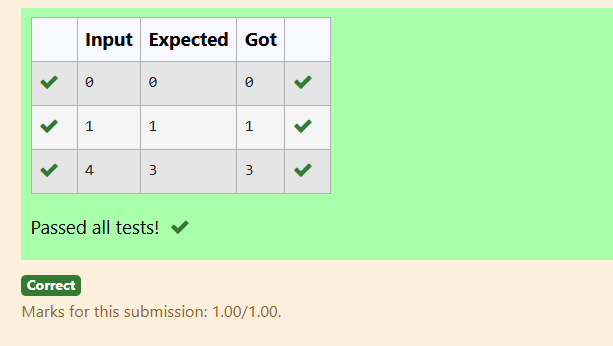 Input Expected Got
0 0 0
1 1 1
4 3 3
Passed all tests!
Correct
Marks for this submission: 1.00/1.00.